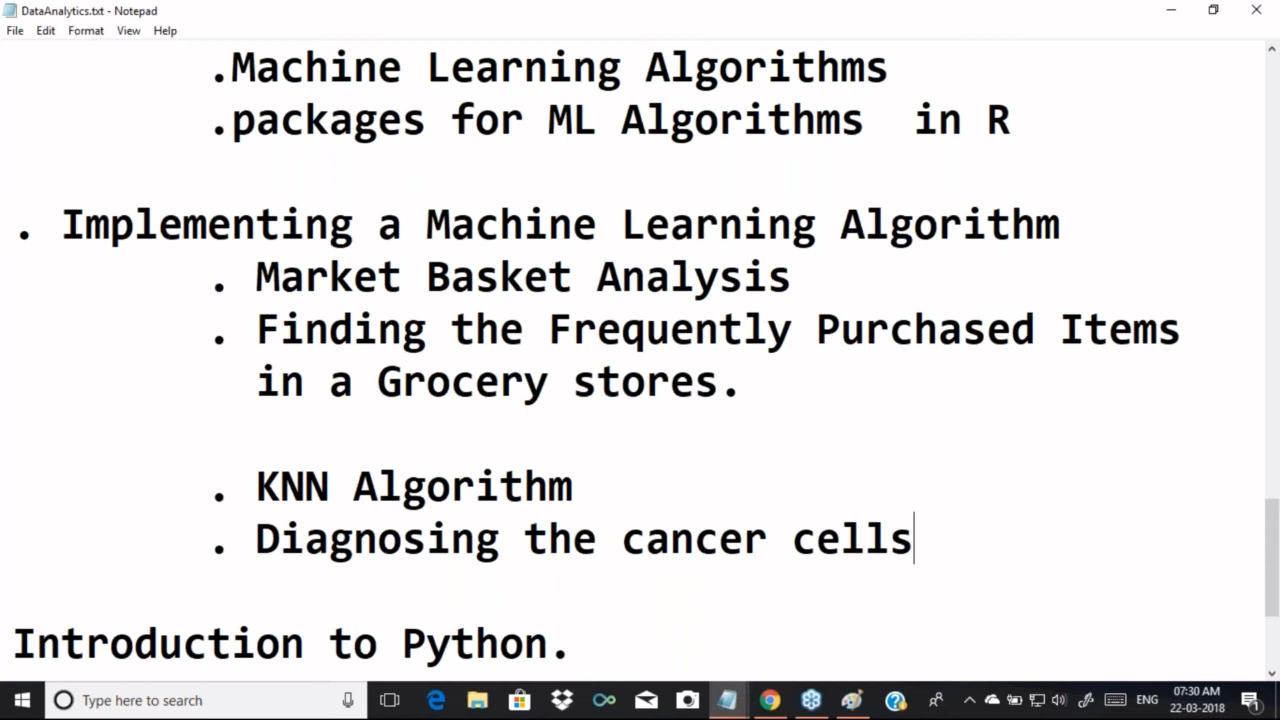 DataAnalytics.txt - Notepad
File Edit Format View Help
.Machine Learning Algorithms
.packages for ML Algorithms in R
. Implementing a Machine Learning Algorithm
. Market Basket Analysis
. Finding the Frequently Purchased Items
in a Grocery stores.
. KNN Algorithm
. Diagnosing the cancer cells
Introduction to Python.
Type here to search
ENG
07:30 AM
22-03-2018
1